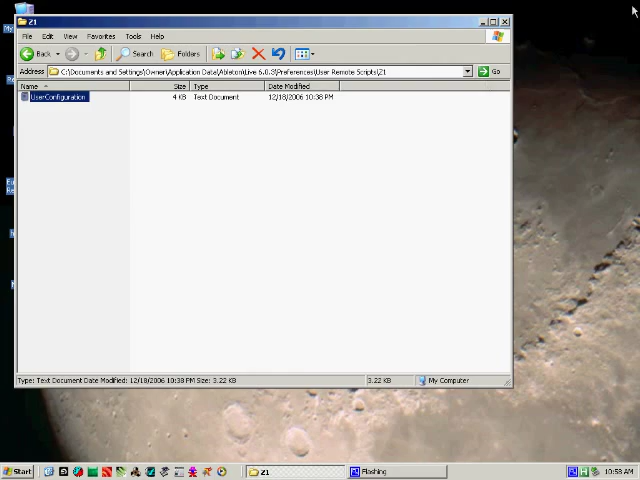 Z1
File Edit View Favorites Tools Help
Back Search Folders
Address C:\Documents and Settings\Owner\Application Data\Ableton\Live 6.0.3\Preferences\User Remote Scripts\Z1 Go
Name Size Type Date Modified
UserConfiguration 4 KB Text Document 12/18/2006 10:38 PM
Type: Text Document Date Modified: 12/18/2006 10:38 PM Size: 3.22 KB 3.22 KB My Computer
Start Z1 Flashing 10:58 AM